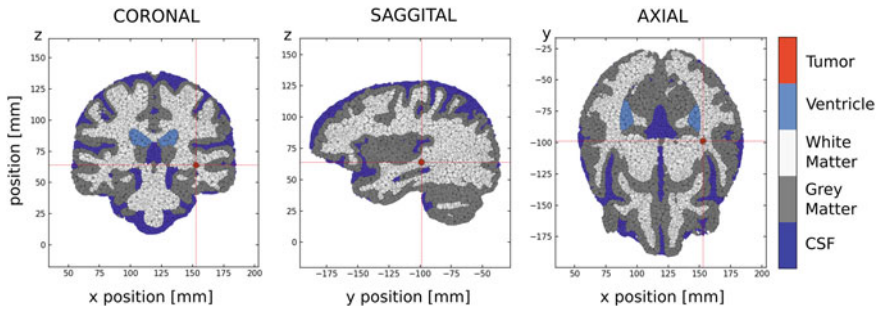 CORONAL
SAGGITAL
AXIAL
z
z
y
position [mm]
150
125
100
75
50
25
0
50 75 100 125 150 175 200
x position [mm]
150
125
100
75
50
25
0
−175 −150 −125 −100 −75 −50
y position [mm]
−25
−50
−75
−100
−125
−150
−175
50 75 100 125 150 175 200
x position [mm]
Tumor
Ventricle
White
Matter
Grey
Matter
CSF